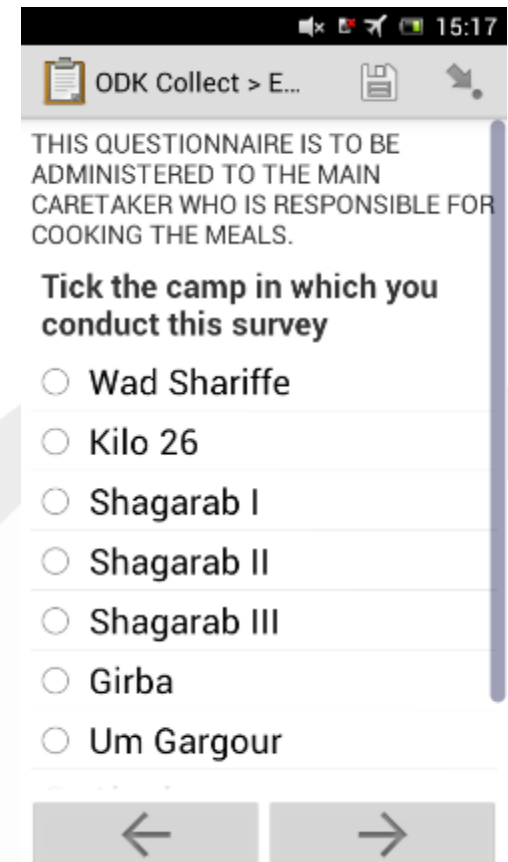 15:17
ODK Collect > E...
THIS QUESTIONNAIRE IS TO BE
ADMINISTERED TO THE MAIN
CARETAKER WHO IS RESPONSIBLE FOR
COOKING THE MEALS.
Tick the camp in which you
conduct this survey
Wad Shariffe
Kilo 26
Shagarab I
Shagarab II
Shagarab III
Girba
Um Gargour